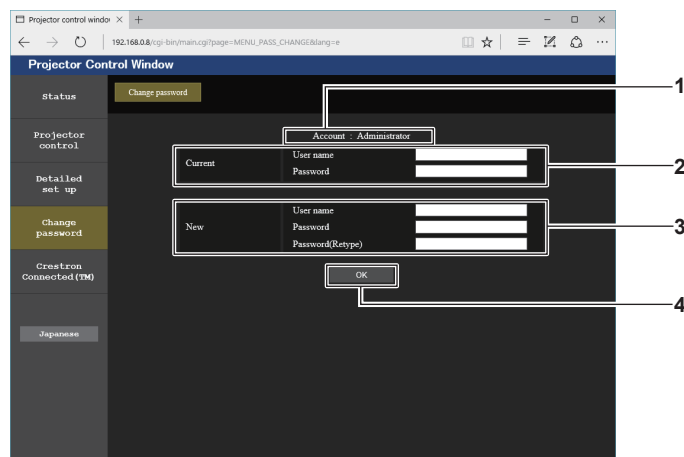 Projector control window
192.168.0.8/cgi-bin/main.cgi?page=MENU_PASS_CHANGE&lang=e
Projector Control Window
Status
Change password
1
Account : Administrator
Projector
control
Current
User name
Password
2
Detailed
set up
Change
password
New
User name
Password
Password(Retype)
3
Crestron
Connected(TM)
OK
4
Japanese